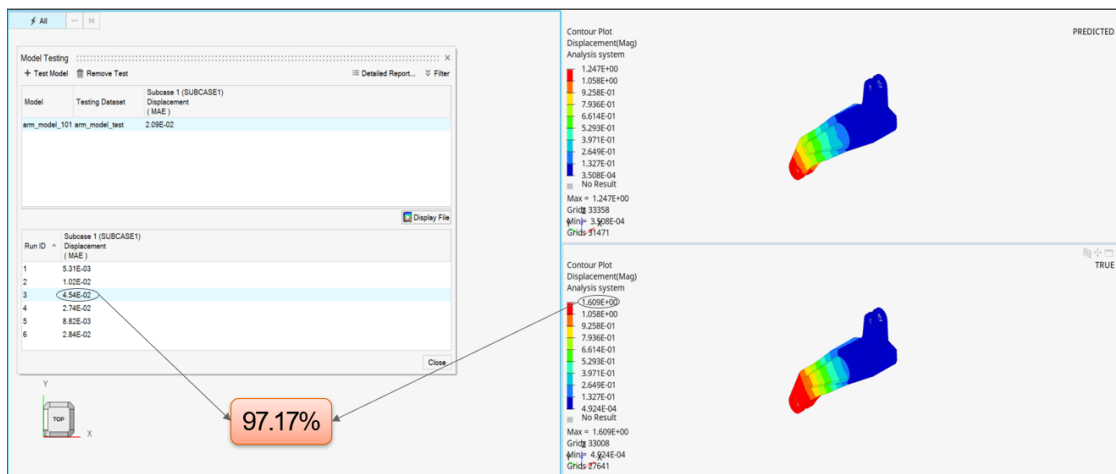 All
Model Testing
+ Test Model Remove Test Detailed Report... Filter
Subcase 1 (SUBCASE1)
Model Testing Dataset Displacement
( MAE )
arm_model_101 arm_model_test 2.09E-02
Display File
Subcase 1 (SUBCASE1)
Run ID Displacement
( MAE )
1 5.31E-03
2 1.02E-02
3 4.54E-02
4 2.74E-02
5 8.82E-03
6 2.84E-02
Close
Y
TOP
X
97.17%
Contour Plot PREDICTED
Displacement(Mag)
Analysis system
1.247E+00
1.058E+00
9.258E-01
7.936E-01
6.614E-01
5.293E-01
3.971E-01
2.649E-01
1.327E-01
3.508E-04
No Result
Max = 1.247E+00
Grids 33358
Min = 3.508E-04
Grids 31471
Contour Plot TRUE
Displacement(Mag)
Analysis system
1.609E+00
1.058E+00
9.258E-01
7.936E-01
6.614E-01
5.293E-01
3.971E-01
2.649E-01
1.327E-01
4.924E-04
No Result
Max = 1.609E+00
Grids 33008
Min = 4.924E-04
Grids 27641